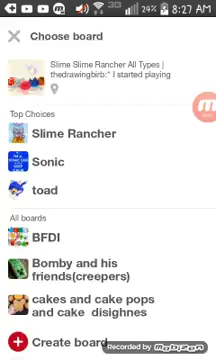 3G 24% 8:27 AM
Choose board
Slime Slime Rancher All Types |
thedrawingbirb:" I started playing
Top Choices
Slime Rancher
Sonic
toad
All boards
BFDI
Bomby and his
friends(creepers)
cakes and cake pops
and cake disighnes
Create board
Recorded by Mobizen